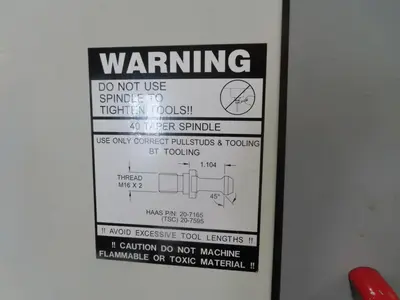 WARNING
DO NOT USE
SPINDLE TO
TIGHTEN TOOLS!!
40 TAPER SPINDLE
USE ONLY CORRECT PULLSTUDS & TOOLING
BT TOOLING
1.104
THREAD
M16 X 2
45°
HAAS P/N: 20-7165
(TSC) 20-7595
!! AVOID EXCESSIVE TOOL LENGTHS !!
!! CAUTION DO NOT MACHINE
FLAMMABLE OR TOXIC MATERIAL !!